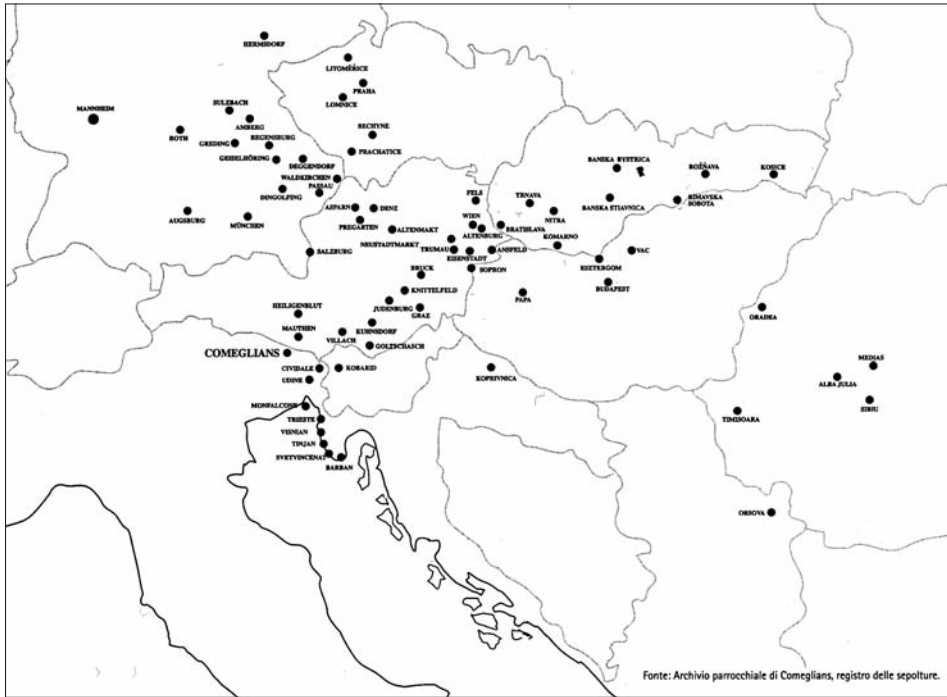 HERMSDORF
LITOMĚŘICE
PRAHA
LOMNICE
MANNHEIM
SULZBACH
AMBERG
ROTH
REGENSBURG
GREDING
BECHYNE
GEISELHÖRING
DEGGENDORF
PRACHATICK
WALDKIRCHEN
PASSAU
DINGOLFING
AUGSBURG
MÜNCHEN
BANSKA BYSTRICA
ROŽŇAVA
KOSICE
FELS
TRNAVA
BANSKA STIAVNICA
RIMAVSKA
SOBOTA
ASPARN
DENZ
PREGARTEN
ALTENMAKT
WIEN
ALTENBURG
BRATISLAVA
NITRA
KOMARNO
NEUSTADTMARKT
TRUMAU
ANSFELD
EISENSTADT
SALZBURG
VAC
ESZTERGOM
SOPRON
BUDAPEST
BRUCK
KNITTELFELD
PAPA
JUDENBURG
GRAZ
HEILIGENBLUT
ORADEA
MAUTHEN
KUHNSDORF
VILLACH
GOLTSCHASCH
COMEGLIANS
CIVIDALE
KOBARID
KOPRIVNICA
UDINE
MEDIAS
ALBA JULIA
SIBIU
MONFALCONE
TIMISOARA
TRIESTE
VISNIAN
TINJAN
SVETVINCENAT
BARBAN
ORSOVA
Fonte: Archivio parrocchiale di Comeglians, registro delle sepolture.